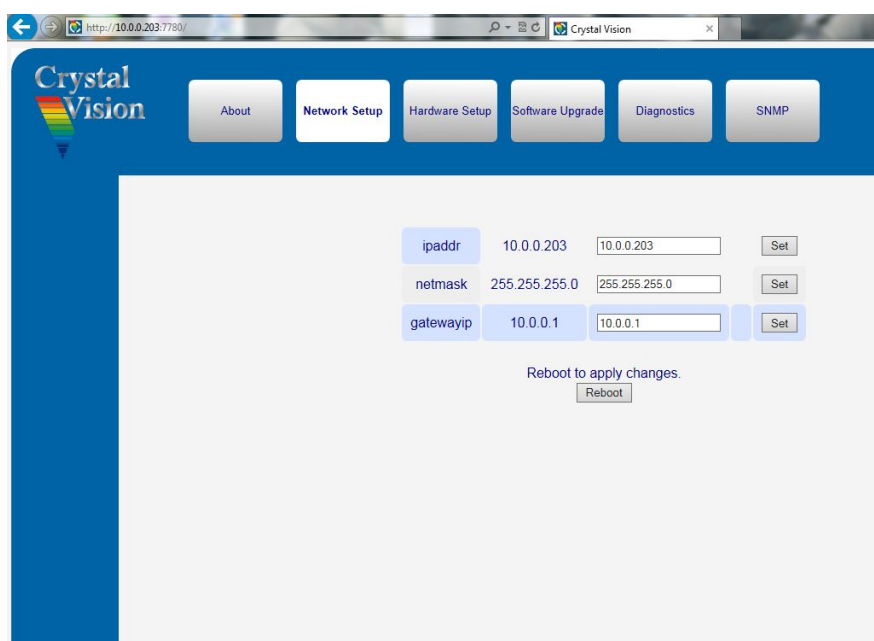 http://10.0.0.203:7780/
Crystal Vision
Crystal
Vision
About
Network Setup
Hardware Setup
Software Upgrade
Diagnostics
SNMP
ipaddr 10.0.0.203 10.0.0.203 Set
netmask 255.255.255.0 255.255.255.0 Set
gatewayip 10.0.0.1 10.0.0.1 Set
Reboot to apply changes.
Reboot